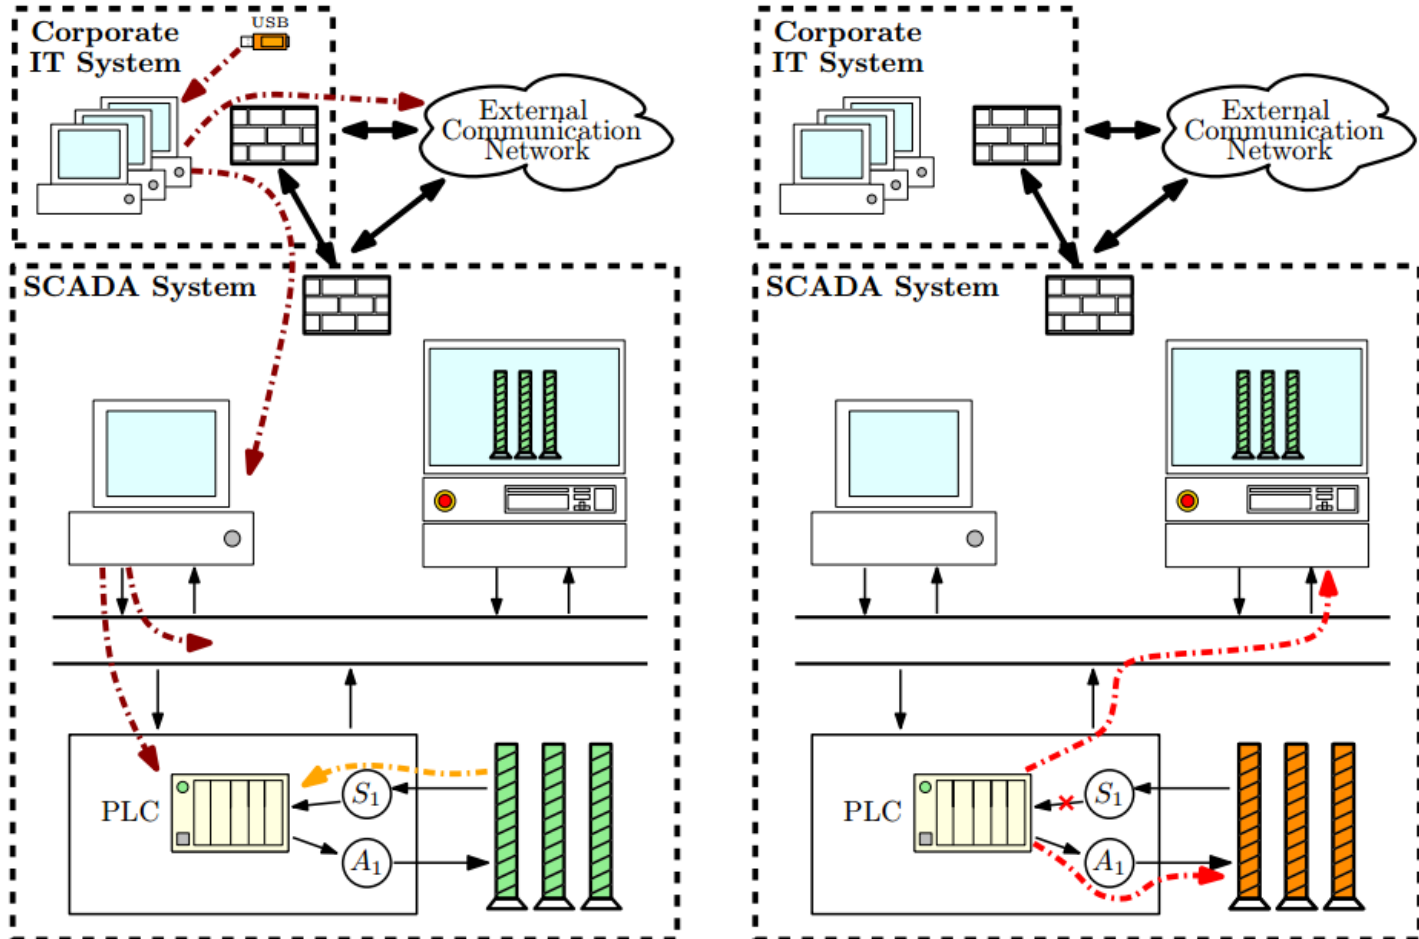 Corporate
IT System
USB
External
Communication
Network
SCADA System
PLC
S1
A1
Corporate
IT System
External
Communication
Network
SCADA System
PLC
S1
A1